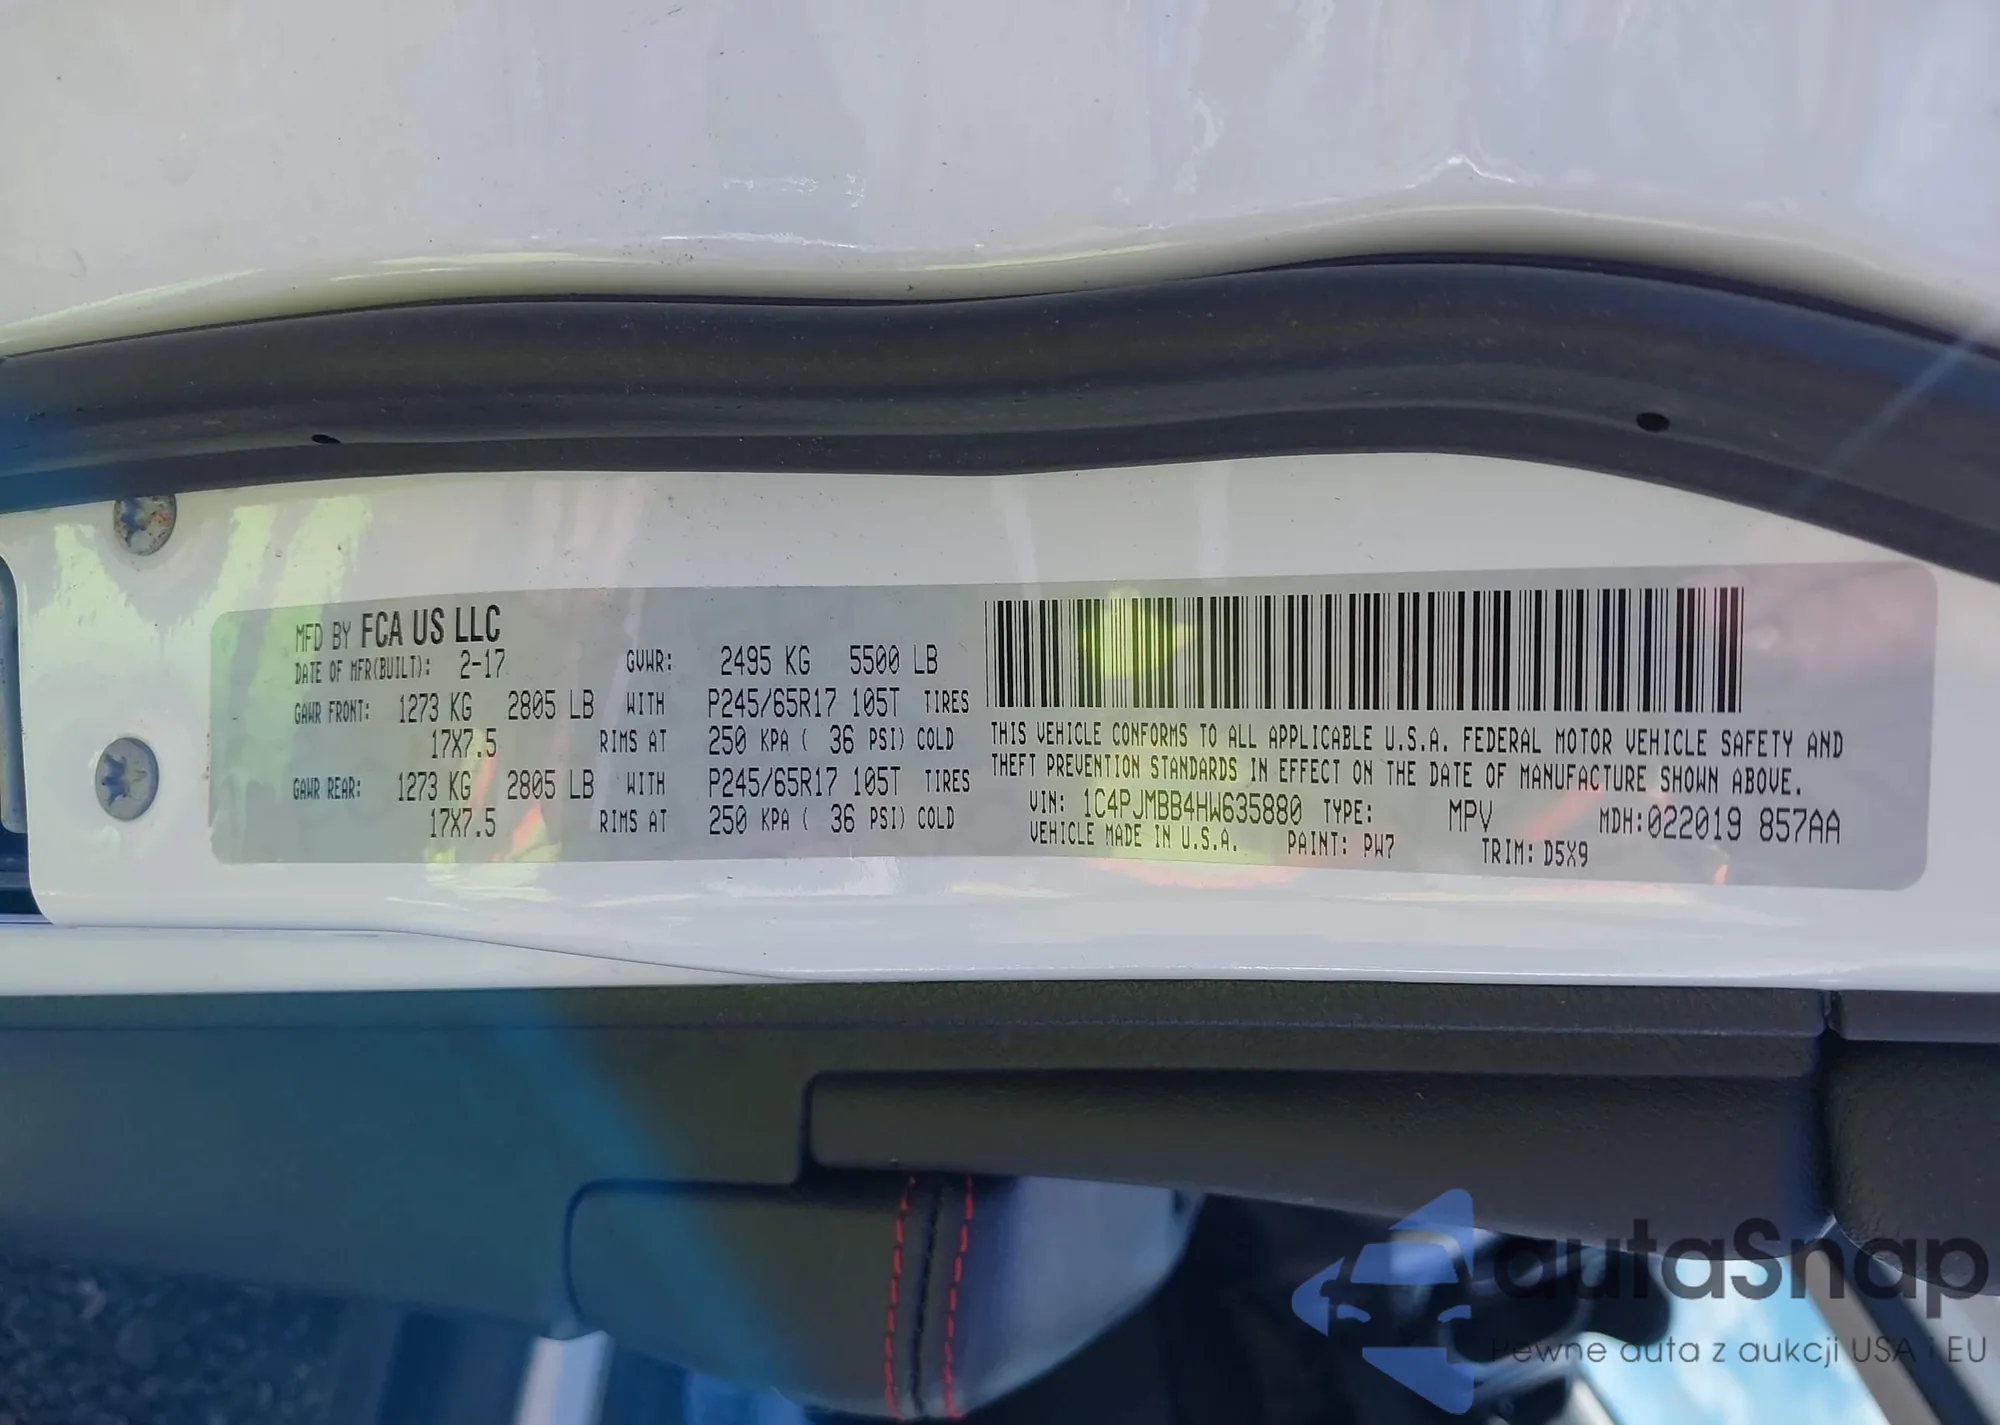 MFD BY FCA US LLC
DATE OF MFR(BUILT): 2-17 GVWR: 2495 KG 5500 LB
GAWR FRONT: 1273 KG 2805 LB WITH P245/65R17 105T TIRES
17X7.5 RIMS AT 250 KPA ( 36 PSI) COLD
GAWR REAR: 1273 KG 2805 LB WITH P245/65R17 105T TIRES
17X7.5 RIMS AT 250 KPA ( 36 PSI) COLD
THIS VEHICLE CONFORMS TO ALL APPLICABLE U.S.A. FEDERAL MOTOR VEHICLE SAFETY AND
THEFT PREVENTION STANDARDS IN EFFECT ON THE DATE OF MANUFACTURE SHOWN ABOVE.
VIN: 1C4PJMBB4HW635880 TYPE: MPV MDH:022019 857AA
VEHICLE MADE IN U.S.A. PAINT: PW7 TRIM: D5X9
autaSnap
Pewne auta z aukcji USA i EU